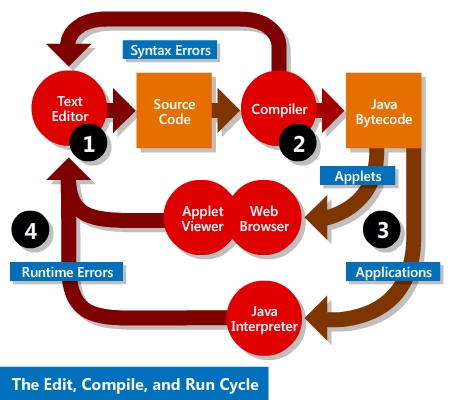 Syntax Errors
Text
Editor
1
Source
Code
Compiler
2
Java
Bytecode
Applets
Applet
Viewer
Web
Browser
3
4
Runtime Errors
Applications
Java
Interpreter
The Edit, Compile, and Run Cycle